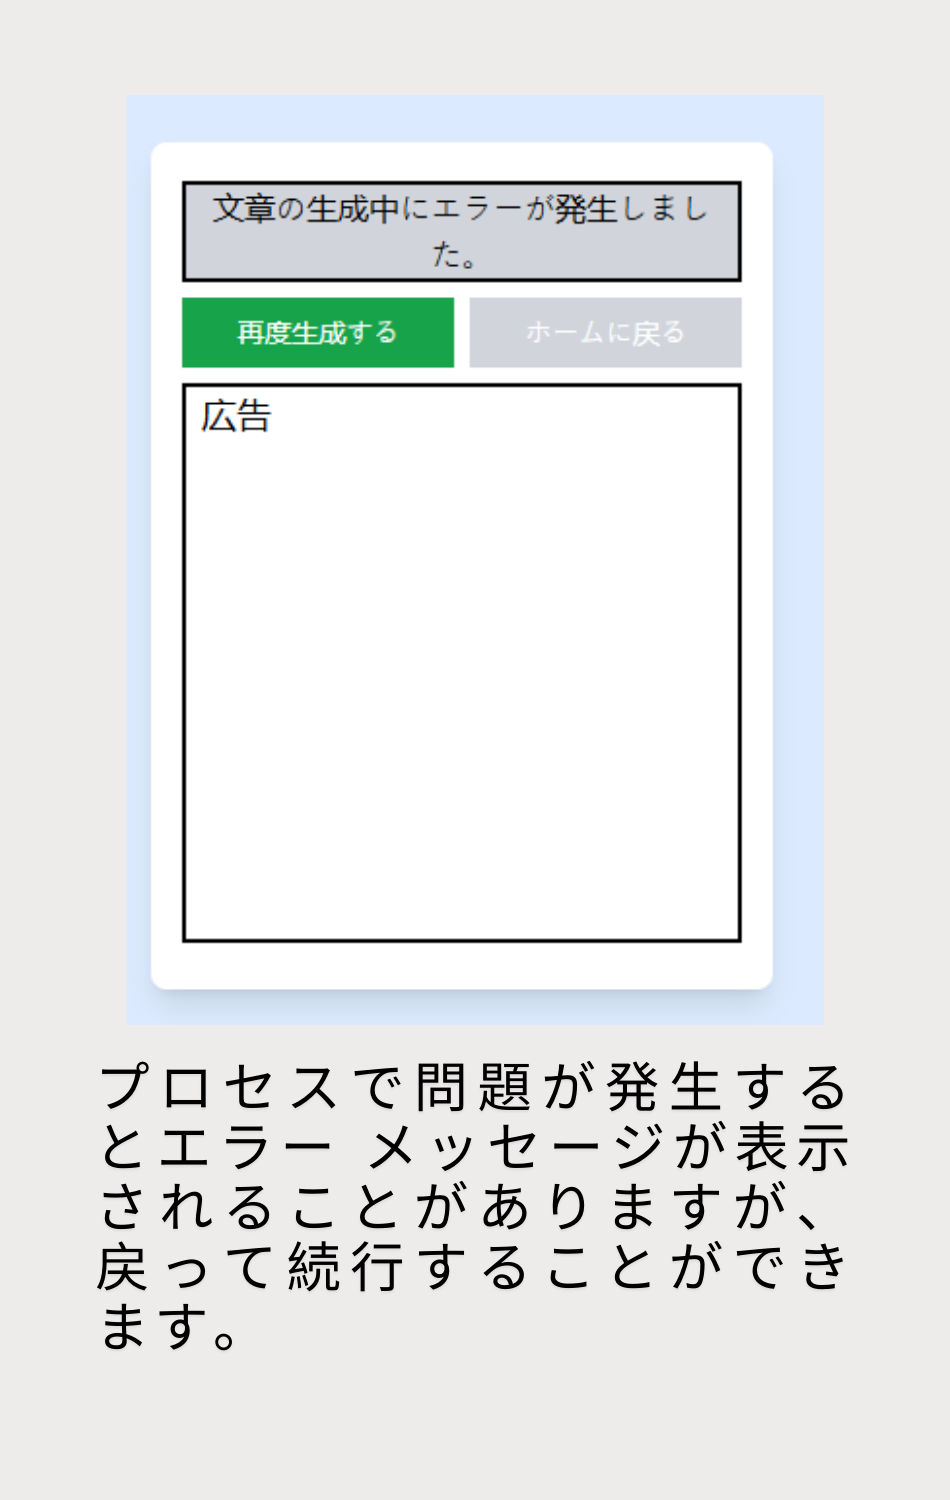 文章の生成中にエラーが発生しまし
た。
再度生成する
ホームに戻る
広告
プロセスで問題が発生する
とエラー メッセージが表示
されることがありますが、
戻って続行することができ
ます。